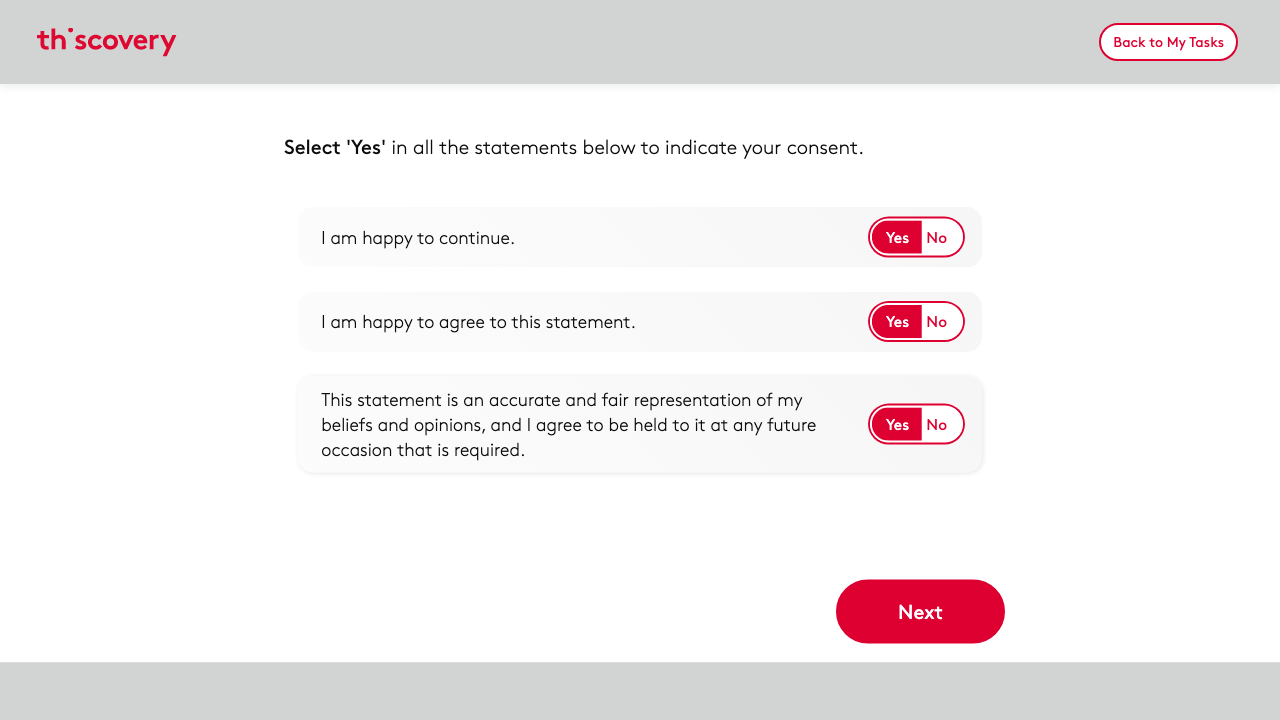 thiscovery
Back to My Tasks
Select 'Yes' in all the statements below to indicate your consent.
I am happy to continue.
Yes No
I am happy to agree to this statement.
Yes No
This statement is an accurate and fair representation of my
beliefs and opinions, and I agree to be held to it at any future
occasion that is required.
Yes No
Next